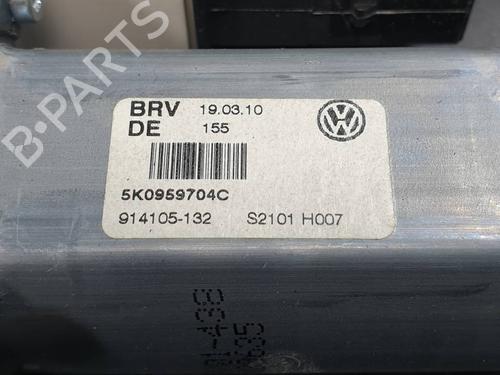 BRV 19.03.10
DE 155
5K0959704C
914105-132 S2101 H007
B-Parts